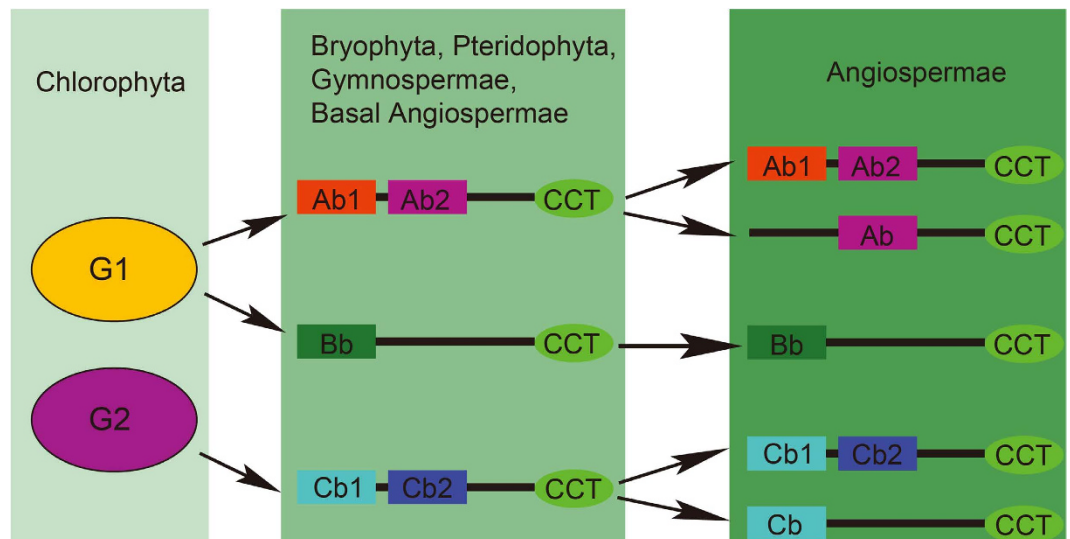 Chlorophyta
G1
G2
Bryophyta, Pteridophyta,
Gymnospermae,
Basal Angiospermae
Ab1 Ab2 CCT
Bb CCT
Cb1 Cb2 CCT
Angiospermae
Ab1 Ab2 CCT
Ab CCT
Bb CCT
Cb1 Cb2 CCT
Cb CCT